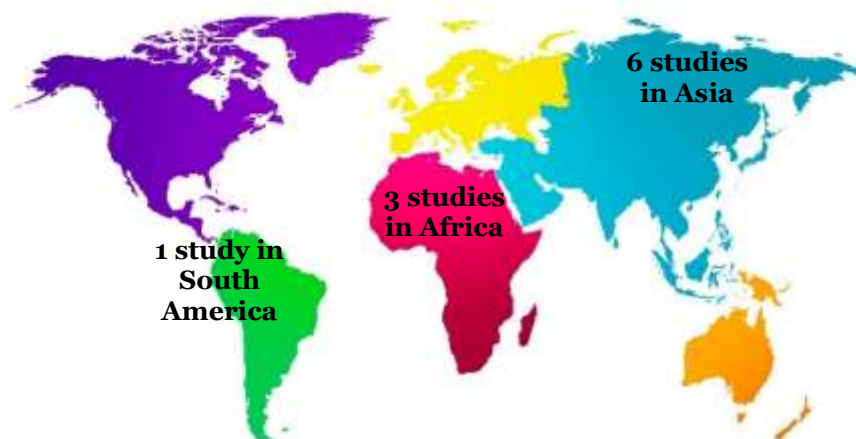 6 studies
in Asia
3 studies
in Africa
1 study in
South
America